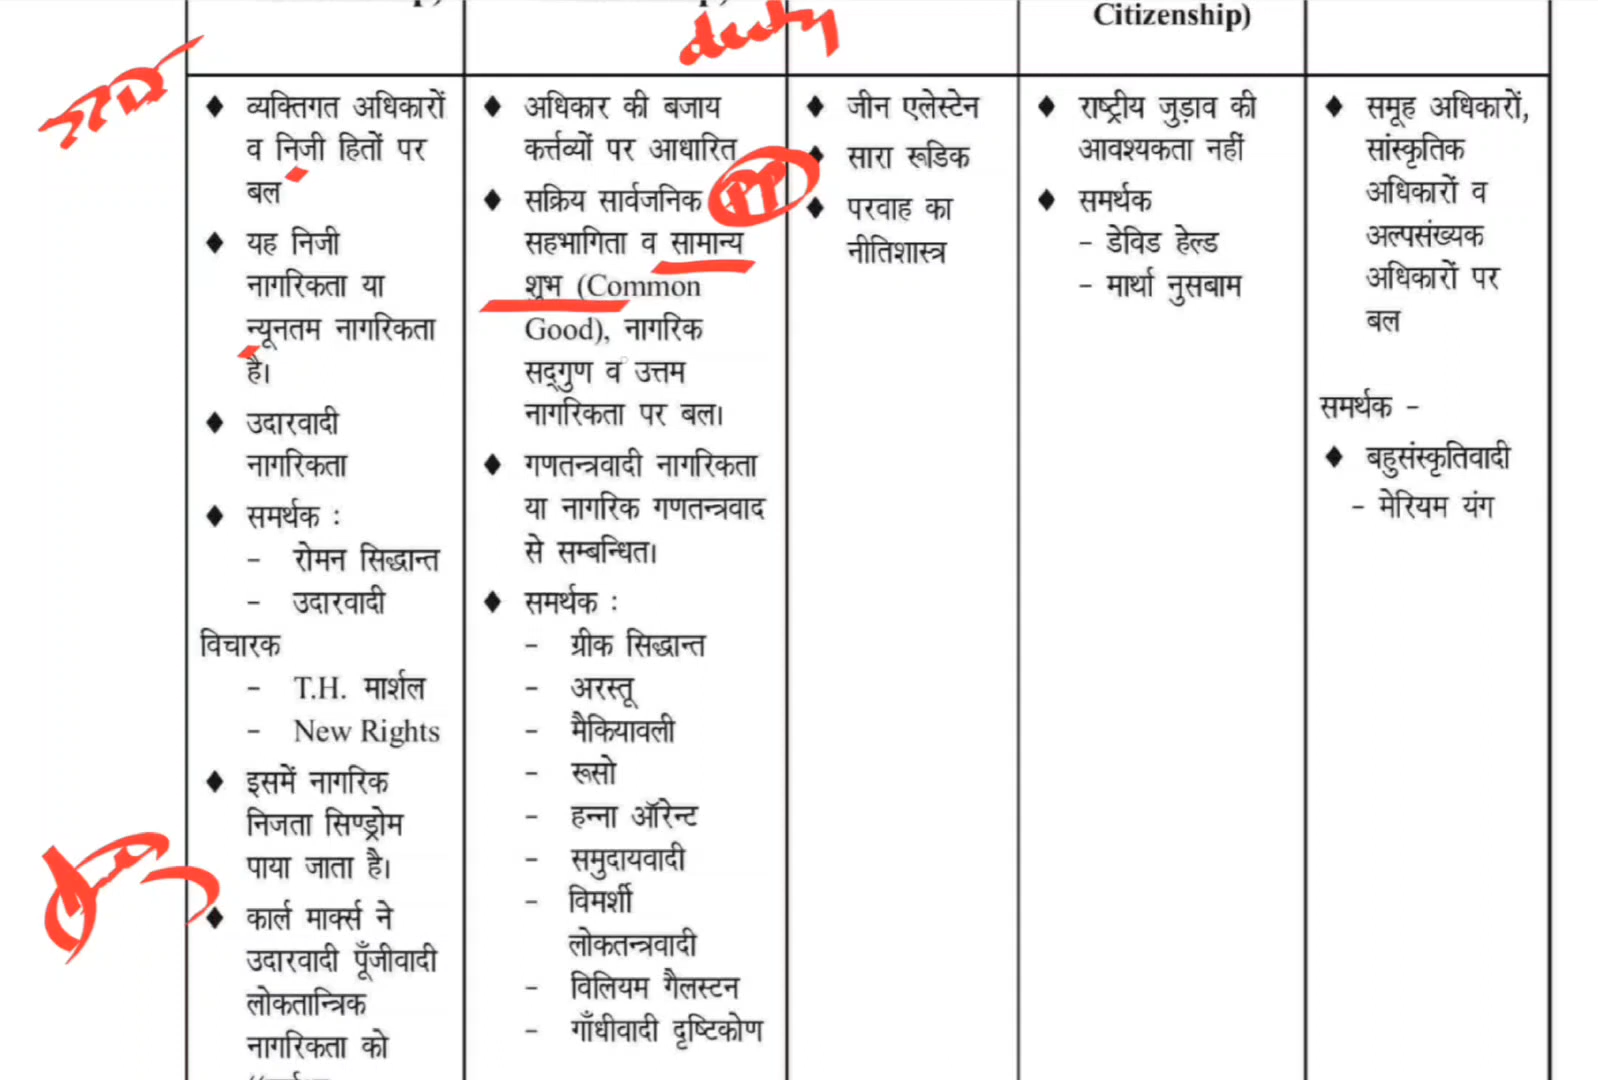 Citizenship)
duty
व्यक्तिगत अधिकारों
व निजी हितों पर
बल
यह निजी
नागरिकता या
न्यूनतम नागरिकता
है।
उदारवादी
नागरिकता
समर्थक :
– रोमन सिद्धान्त
– उदारवादी
विचारक
– T.H. मार्शल
– New Rights
इसमें नागरिक
निजता सिण्ड्रोम
पाया जाता है।
कार्ल मार्क्स ने
उदारवादी पूँजीवादी
लोकतान्त्रिक
नागरिकता को
अधिकार की बजाय
कर्त्तव्यों पर आधारित
सक्रिय सार्वजनिक
PP
सहभागिता व सामान्य
शुभ (Common
Good), नागरिक
सद्गुण व उत्तम
नागरिकता पर बल।
गणतन्त्रवादी नागरिकता
या नागरिक गणतन्त्रवाद
से सम्बन्धित।
समर्थक :
– ग्रीक सिद्धान्त
– अरस्तू
– मैकियावली
– रूसो
– हन्ना ऑरेन्ट
– समुदायवादी
– विमर्शी
लोकतन्त्रवादी
– विलियम गैलस्टन
– गाँधीवादी दृष्टिकोण
जीन एलेस्टेन
सारा रूडिक
परवाह का
नीतिशास्त्र
राष्ट्रीय जुड़ाव की
आवश्यकता नहीं
समर्थक
– डेविड हेल्ड
– मार्था नुसबाम
समूह अधिकारों,
सांस्कृतिक
अधिकारों व
अल्पसंख्यक
अधिकारों पर
बल
समर्थक –
बहुसंस्कृतिवादी
– मेरियम यंग